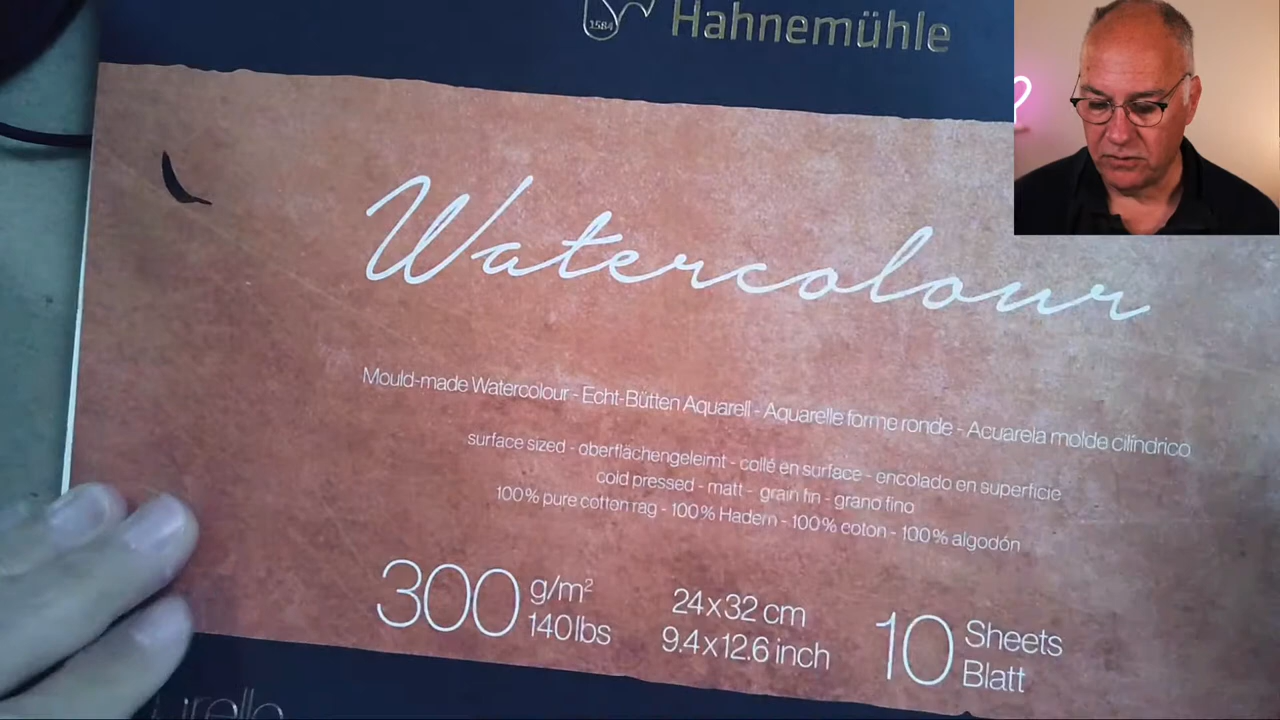 1584
Hahnemühle
Watercolour
Mould-made Watercolour - Echt-Bütten Aquarell - Aquarelle forme ronde - Acuarela molde cilíndrico
surface sized - oberflächengeleimt - collé en surface - encolado en superficie
cold pressed - matt - grain fin - grano fino
100% pure cotton rag - 100% Hadern - 100% coton - 100% algodón
300 g/m² 140lbs
24x32 cm
9.4x12.6 inch
10 Sheets Blatt